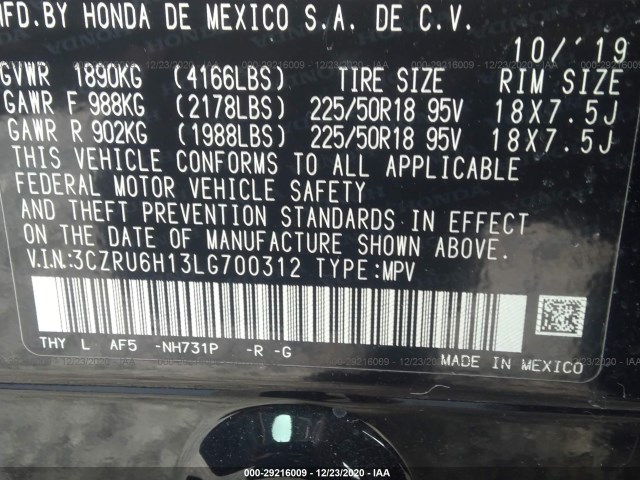 MFD.BY HONDA DE MEXICO S.A. DE C.V.
10/'19
GVWR 1890KG (4166LBS) TIRE SIZE RIM SIZE
GAWR F 988KG (2178LBS) 225/50R18 95V 18X7.5J
GAWR R 902KG (1988LBS) 225/50R18 95V 18X7.5J
THIS VEHICLE CONFORMS TO ALL APPLICABLE
FEDERAL MOTOR VEHICLE SAFETY
AND THEFT PREVENTION STANDARDS IN EFFECT
ON THE DATE OF MANUFACTURE SHOWN ABOVE.
V.I.N:3CZRU6H13LG700312 TYPE:MPV
THY L AF5 -NH731P -R -G
MADE IN MEXICO
000-29216009 - 12/23/2020 - IAA